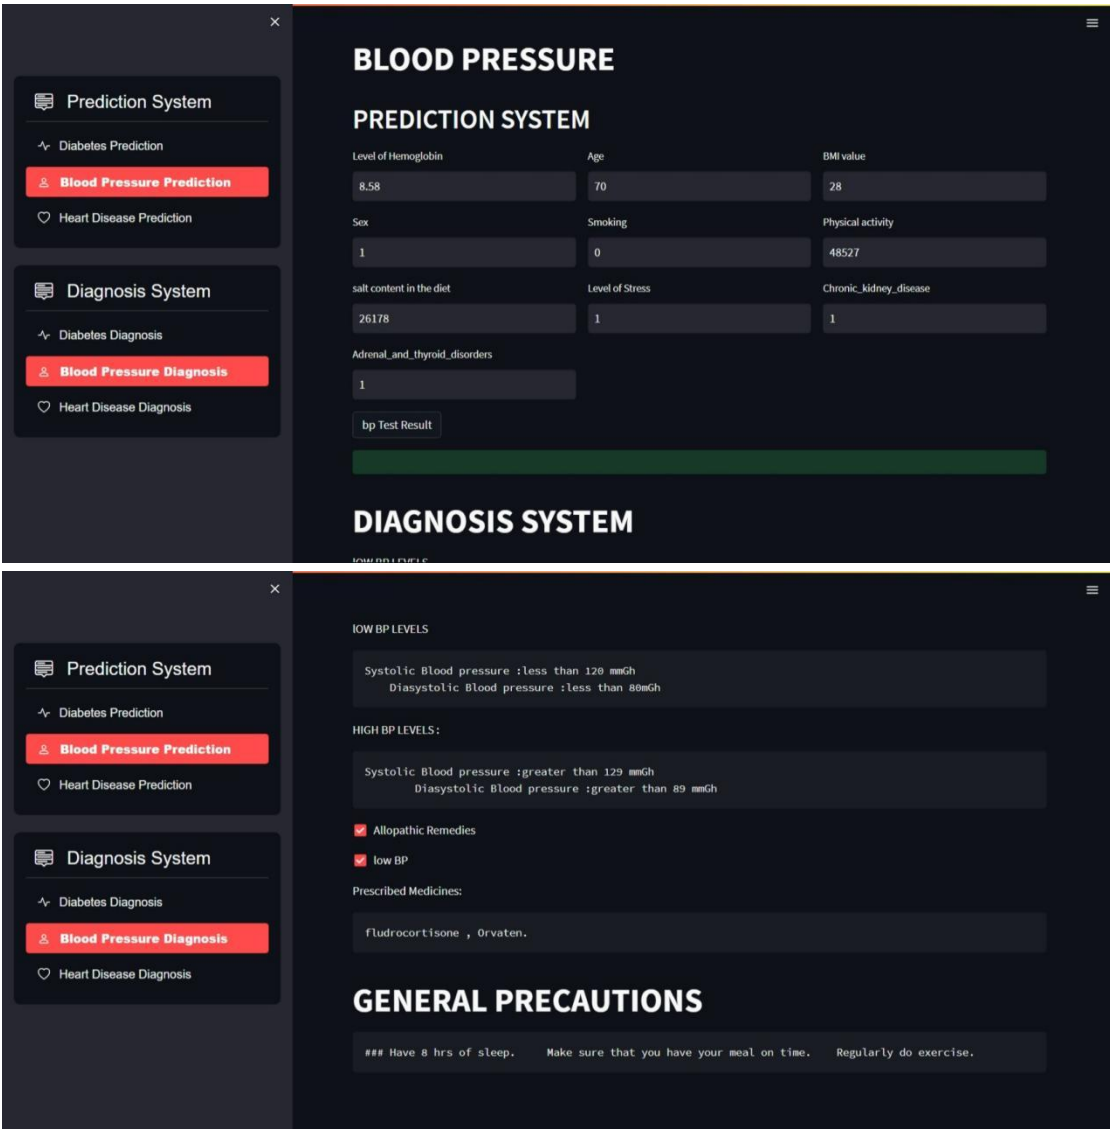 Prediction System
Diabetes Prediction
Blood Pressure Prediction
Heart Disease Prediction
Diagnosis System
Diabetes Diagnosis
Blood Pressure Diagnosis
Heart Disease Diagnosis
BLOOD PRESSURE
PREDICTION SYSTEM
Level of Hemoglobin Age BMI value
8.58 70 28
Sex Smoking Physical activity
1 0 48527
salt content in the diet Level of Stress Chronic_kidney_disease
26178 1 1
Adrenal_and_thyroid_disorders
1
bp Test Result
DIAGNOSIS SYSTEM
lOW BP LEVELS
Prediction System
Diabetes Prediction
Blood Pressure Prediction
Heart Disease Prediction
Diagnosis System
Diabetes Diagnosis
Blood Pressure Diagnosis
Heart Disease Diagnosis
lOW BP LEVELS
Systolic Blood pressure :less than 120 mmGh
Diasystolic Blood pressure :less than 80mGh
HIGH BP LEVELS :
Systolic Blood pressure :greater than 129 mmGh
Diasystolic Blood pressure :greater than 89 mmGh
Allopathic Remedies
low BP
Prescribed Medicines:
fludrocortisone , Orvaten.
GENERAL PRECAUTIONS
### Have 8 hrs of sleep. Make sure that you have your meal on time. Regularly do exercise.